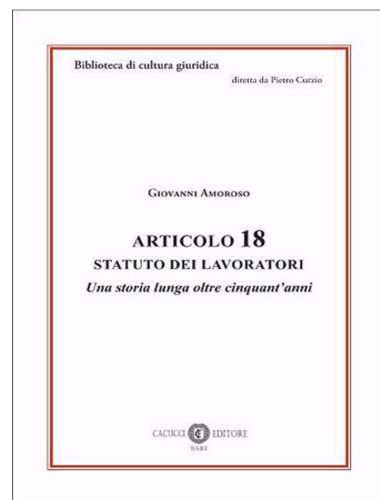 Biblioteca di cultura giuridica
diretta da Pietro Curzio
GIOVANNI AMOROSO
ARTICOLO 18
STATUTO DEI LAVORATORI
Una storia lunga oltre cinquant'anni
CACUCCI EDITORE
BARI